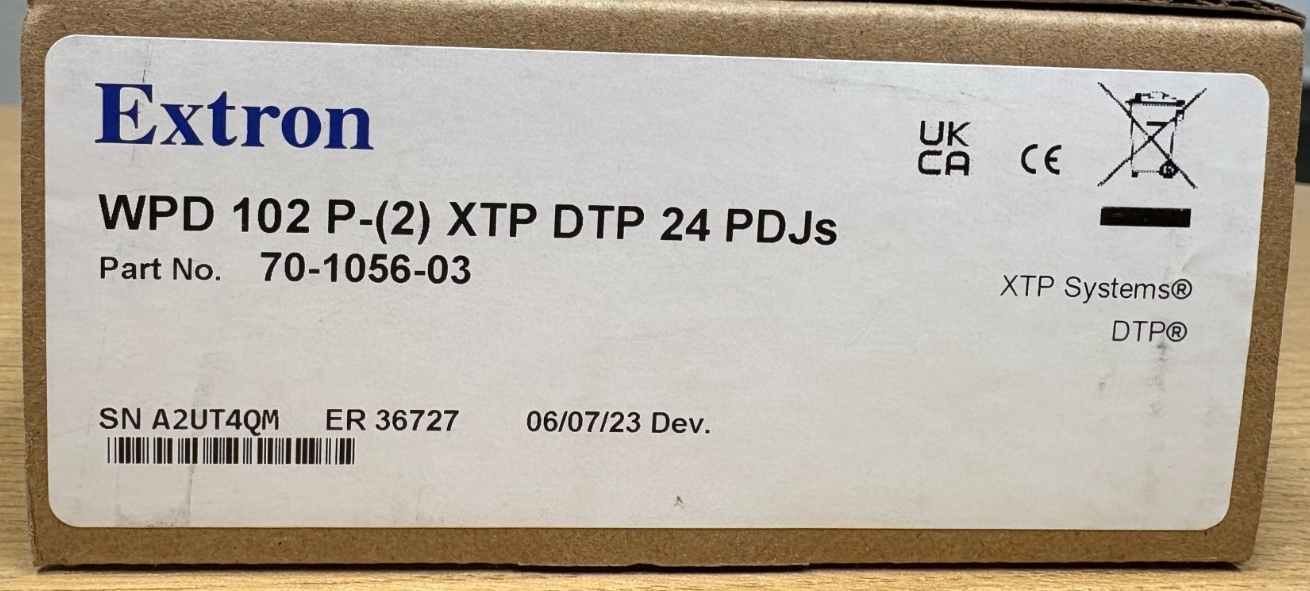 Extron
UK
CA
CE
WPD 102 P-(2) XTP DTP 24 PDJs
Part No. 70-1056-03
XTP Systems®
DTP®
SN A2UT4QM ER 36727 06/07/23 Dev.